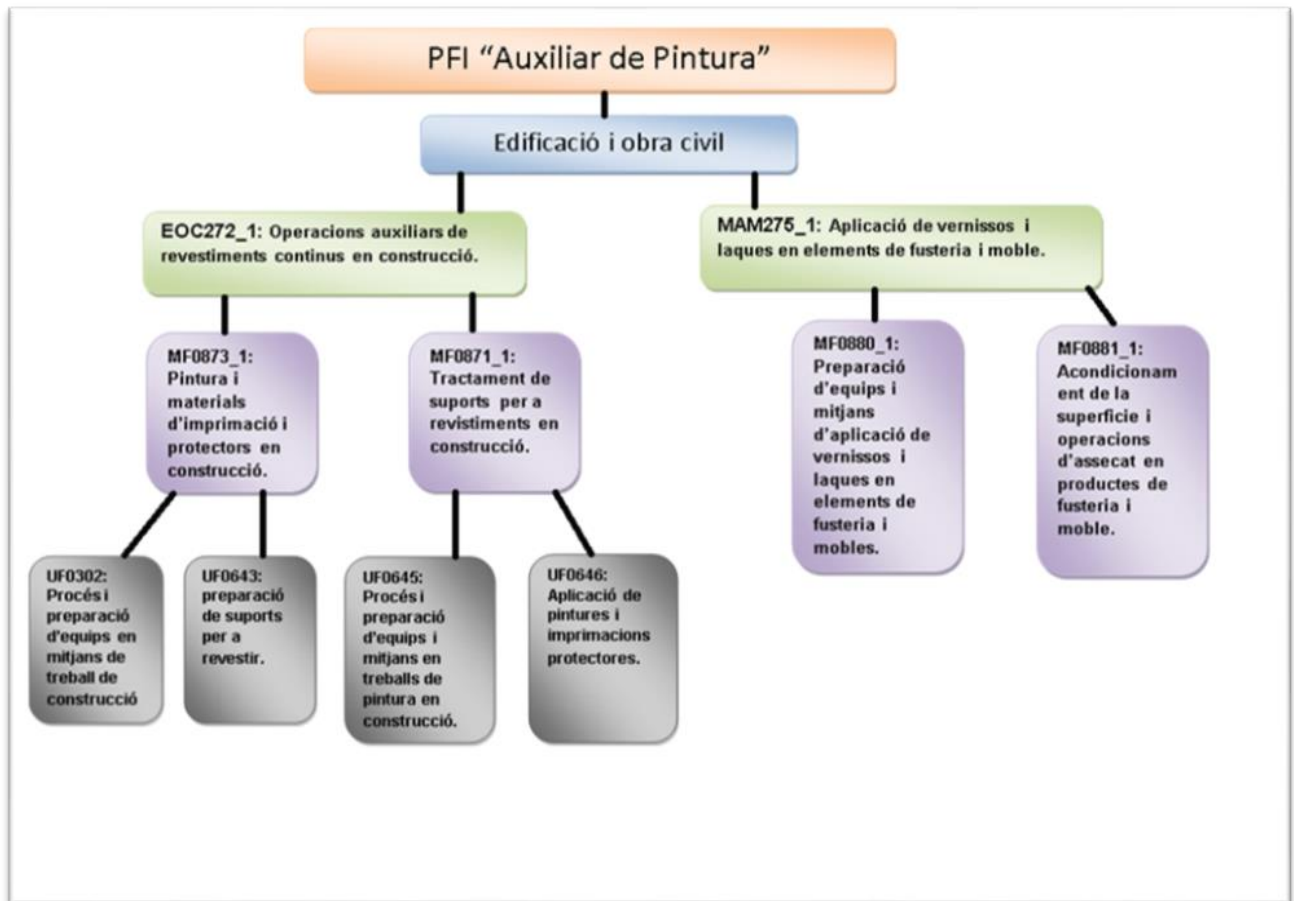 PFI “Auxiliar de Pintura”
Edificació i obra civil
EOC272_1: Operacions auxiliars de
revestiments continus en construcció.
MAM275_1: Aplicació de vernissos i
laques en elements de fusteria i moble.
MF0873_1:
Pintura i
materials
d'imprimació i
protectors en
construcció.
MF0871_1:
Tractament de
suports per a
revistiments en
construcció.
MF0880_1:
Preparació
d'equips i
mitjans
d'aplicació de
vernissos i
laques en
elements de
fusteria i
mobles.
MF0881_1:
Acondicionam
ent de la
superfície i
operacions
d'assecat en
productes de
fusteria i
moble.
UF0302:
Procés i
preparació
d'equips en
mitjans de
treball de
construcció
UF0643:
preparació
de suports
per a
revestir.
UF0645:
Procés i
preparació
d'equips i
mitjans en
treballs de
pintura en
construcció.
UF0646:
Aplicació de
pintures i
imprimacions
protectores.